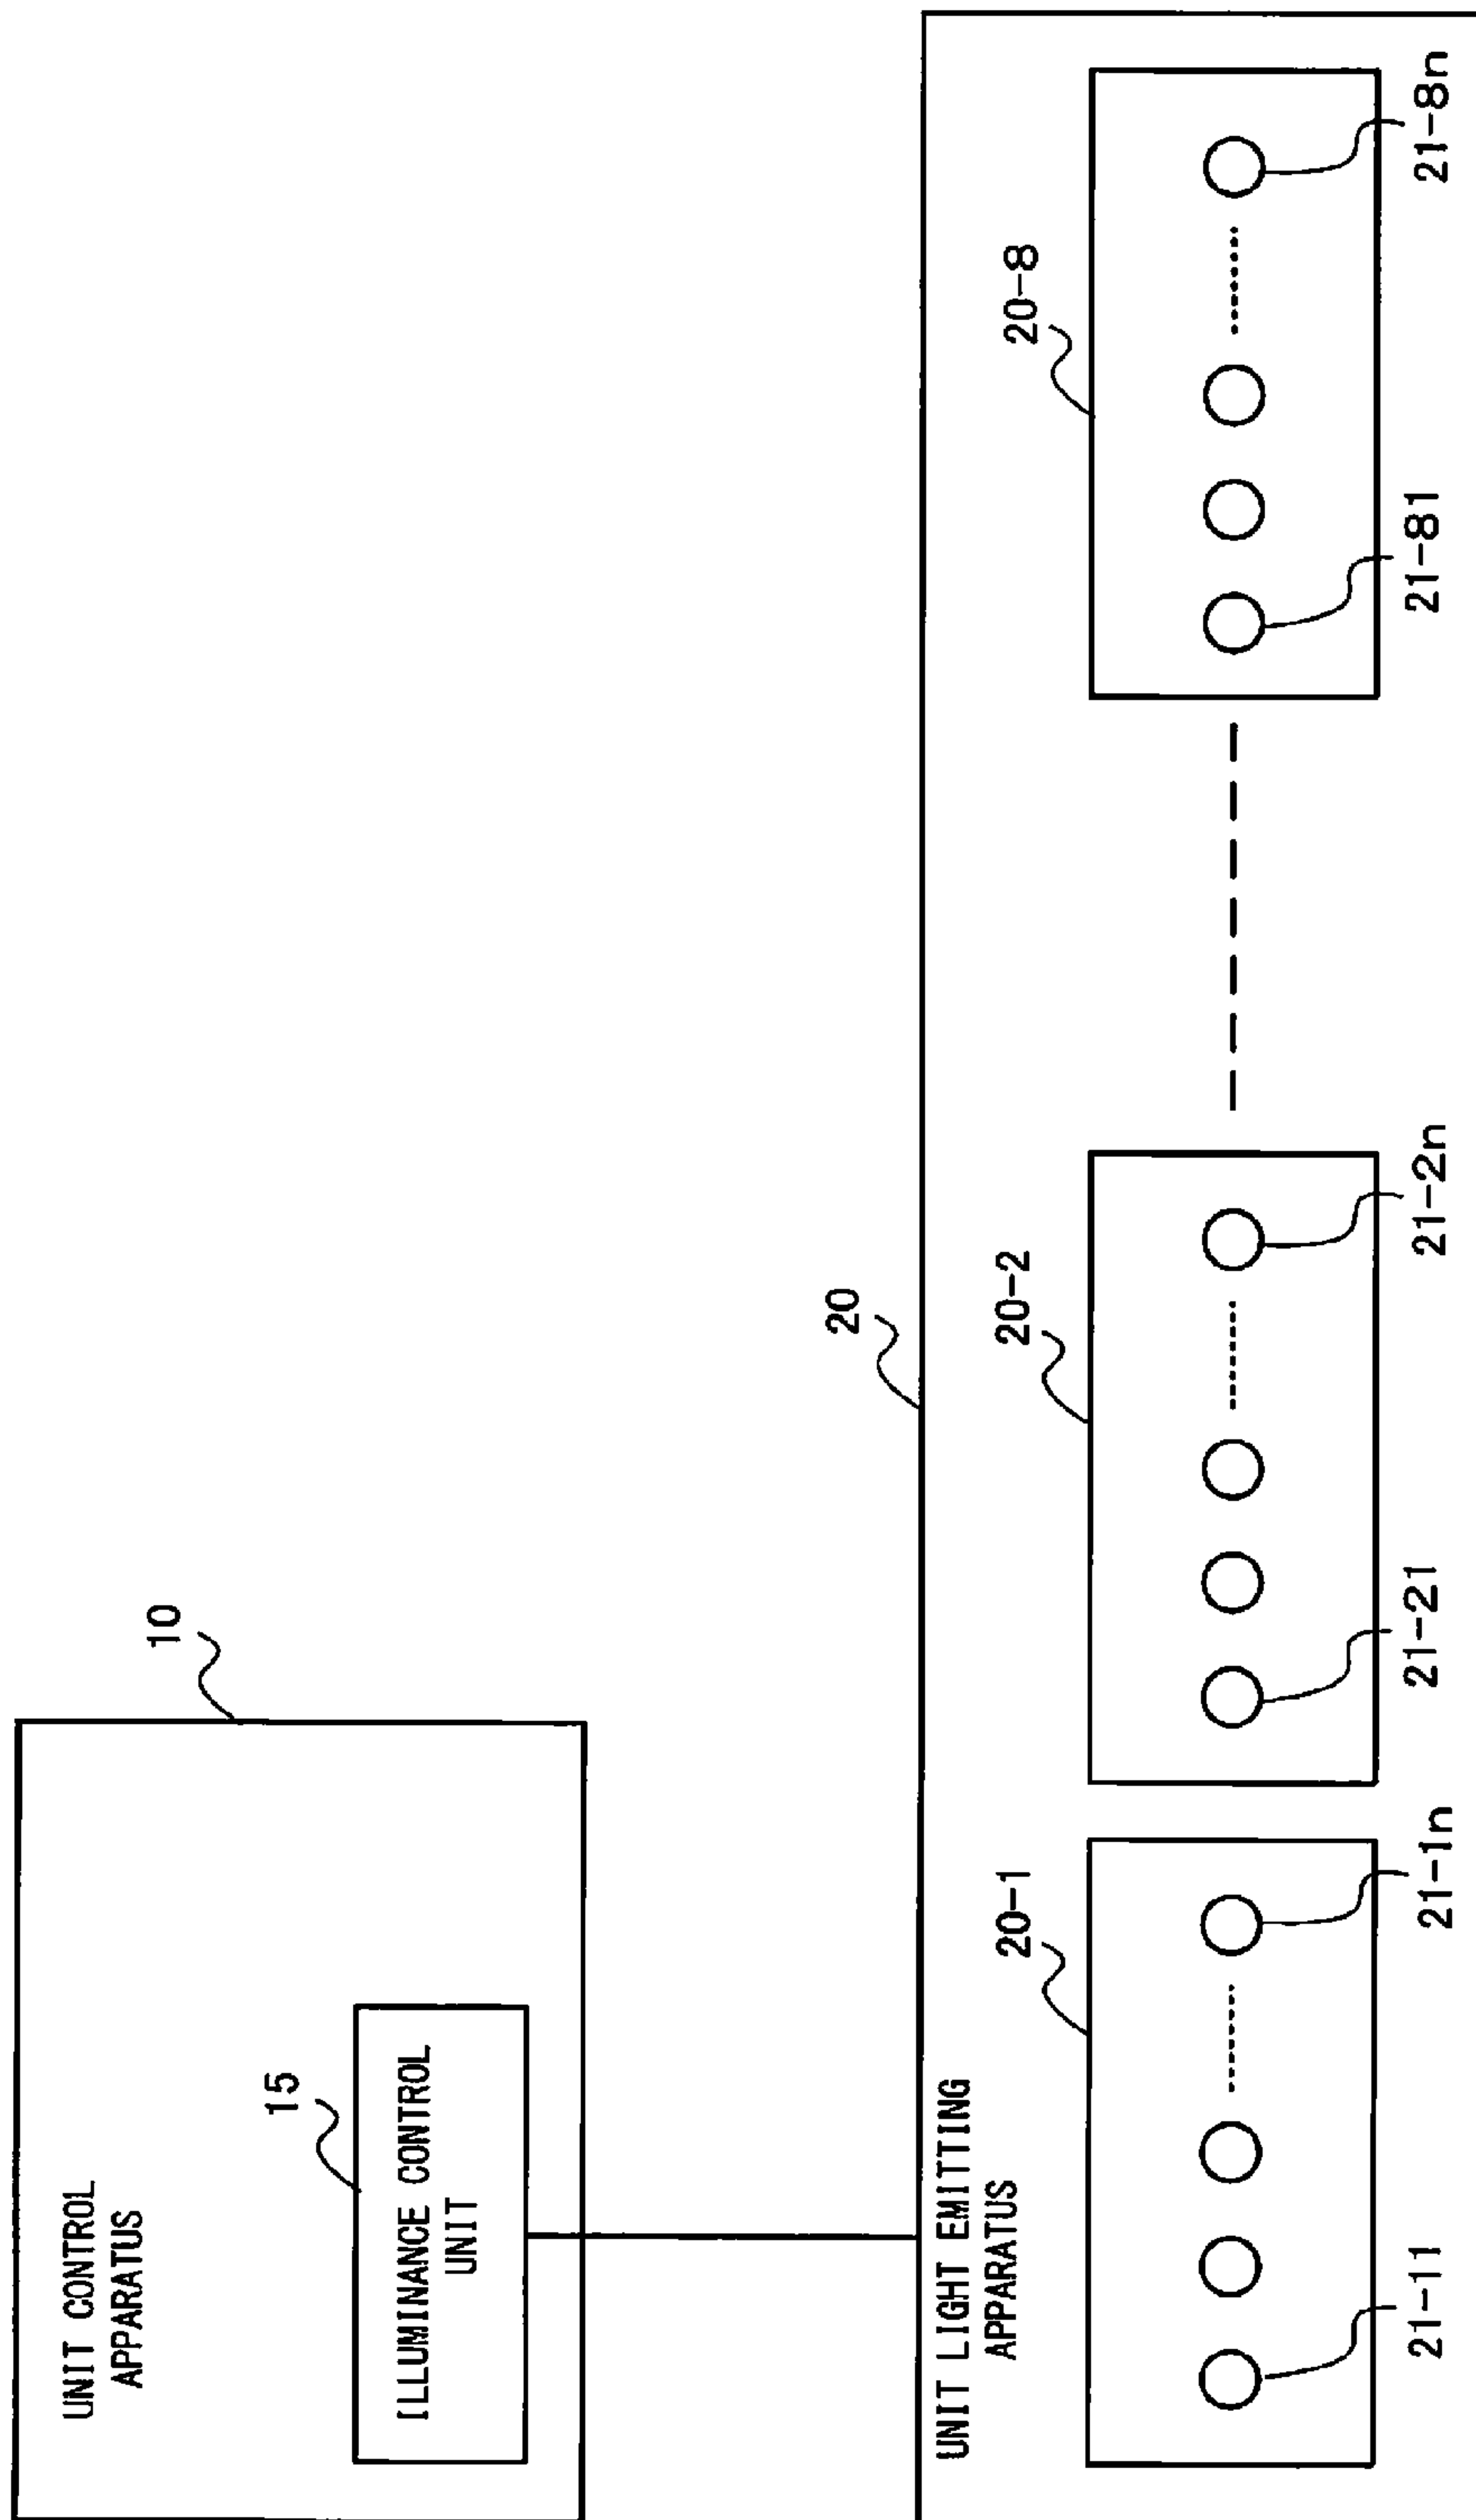 UNIT CONTROL
APPARATUS
10
15
ILLUMINANCE CONTROL
UNIT
20
UNIT LIGHT EMITTING
APPARATUS
20-1
20-2
20-8
21-11
21-1n
21-21
21-2n
21-81
21-8n